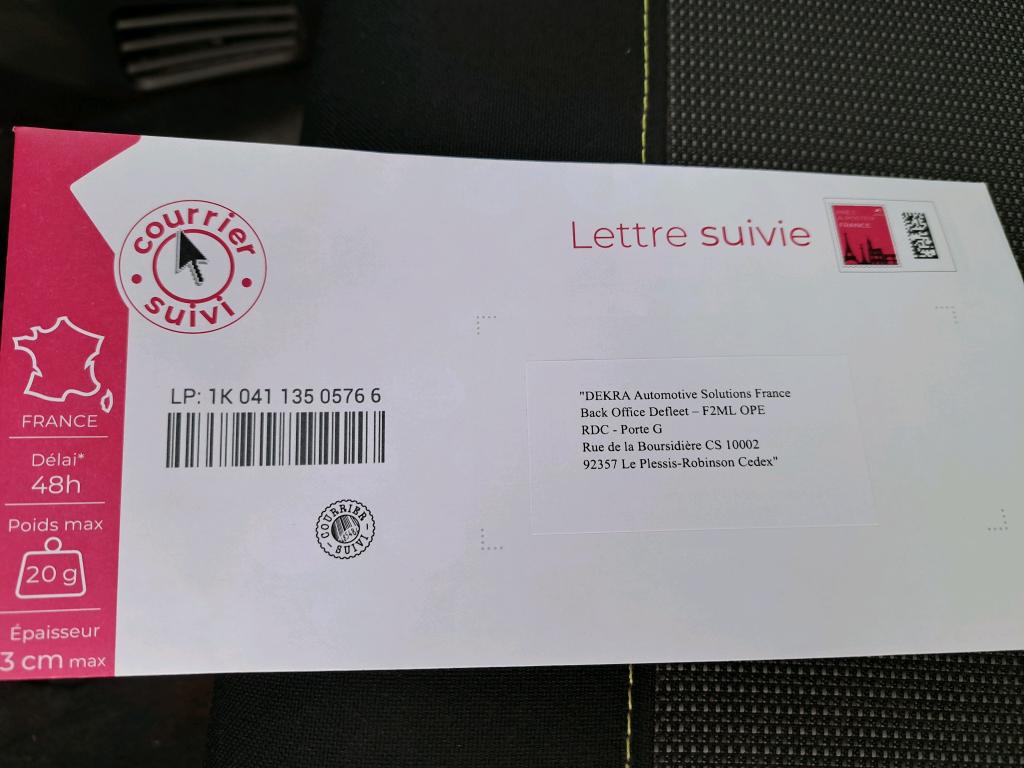 courrier
suivi
Lettre suivie
FRANCE
LP: 1K 041 135 0576 6
"DEKRA Automotive Solutions France
Back Office Defleet – F2ML OPE
RDC - Porte G
Rue de la Boursidière CS 10002
92357 Le Plessis-Robinson Cedex"
COURRIER
SUIVI
FRANCE
Délai*
48h
Poids max
20 g
Épaisseur
3 cm max